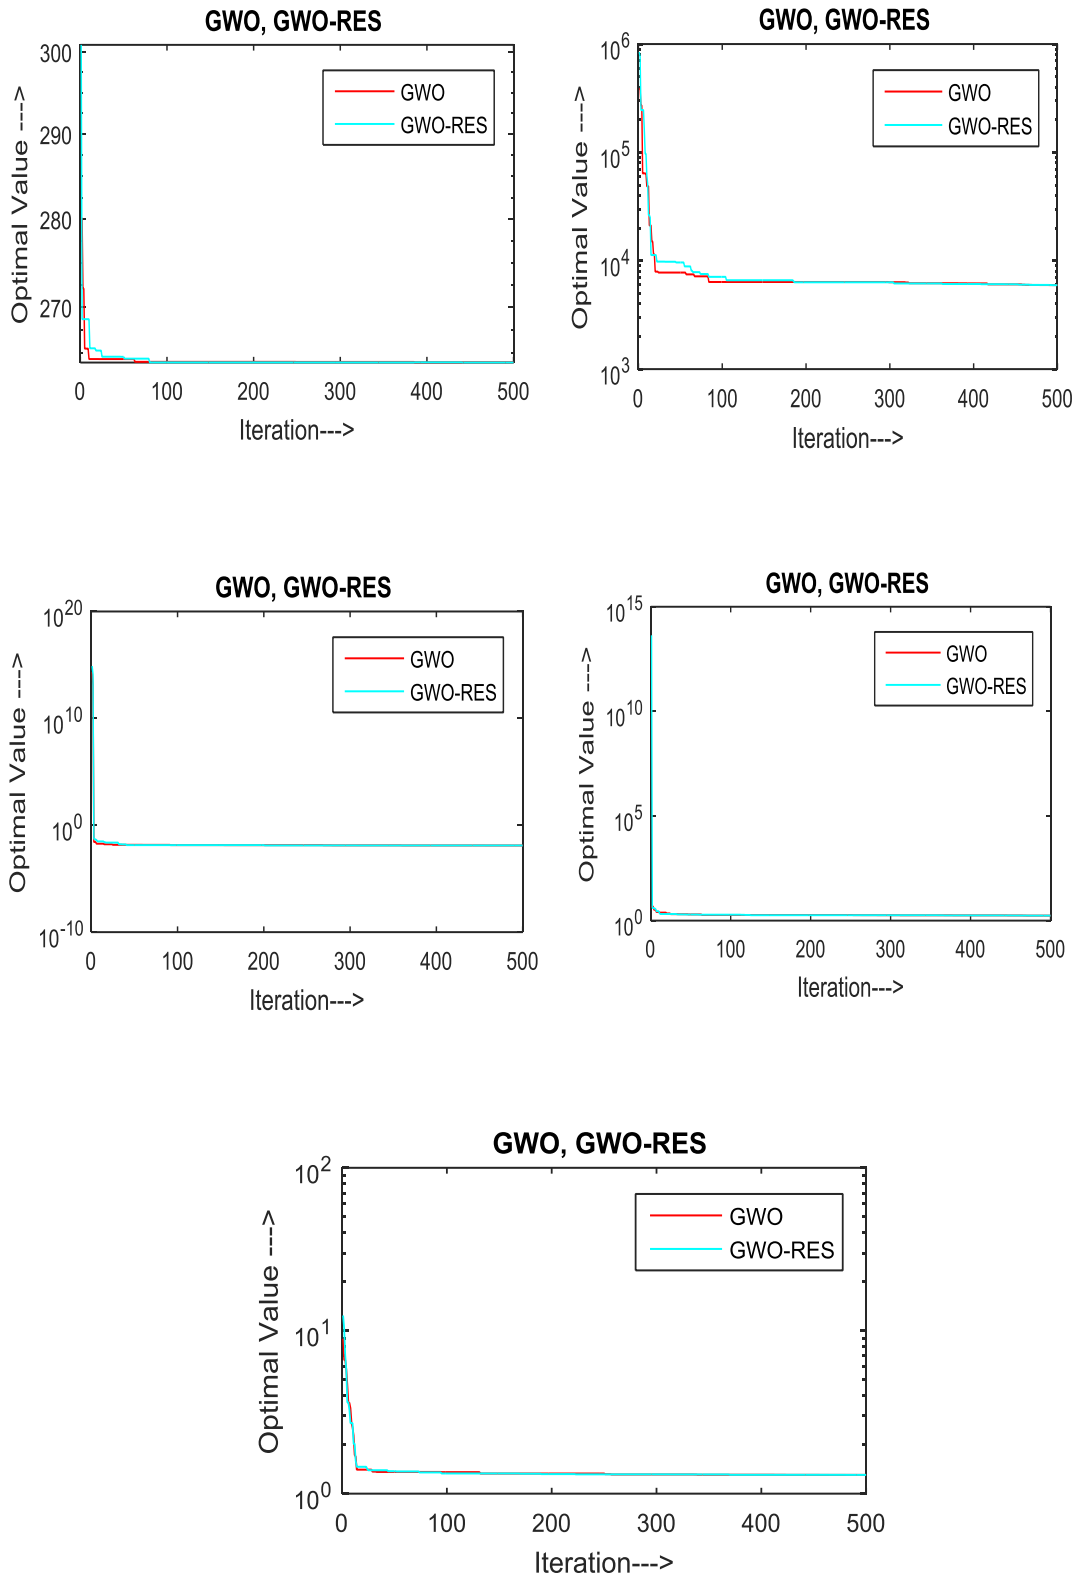 GWO, GWO-RES
Optimal Value ---->
300
290
280
270
GWO
GWO-RES
0 100 200 300 400 500
Iteration--->
GWO, GWO-RES
Optimal Value ---->
10^6
10^5
10^4
10^3
GWO
GWO-RES
0 100 200 300 400 500
Iteration--->
GWO, GWO-RES
Optimal Value ---->
10^20
10^10
10^0
10^-10
GWO
GWO-RES
0 100 200 300 400 500
Iteration--->
GWO, GWO-RES
Optimal Value ---->
10^15
10^10
10^5
10^0
GWO
GWO-RES
0 100 200 300 400 500
Iteration--->
GWO, GWO-RES
Optimal Value ---->
10^2
10^1
10^0
GWO
GWO-RES
0 100 200 300 400 500
Iteration--->